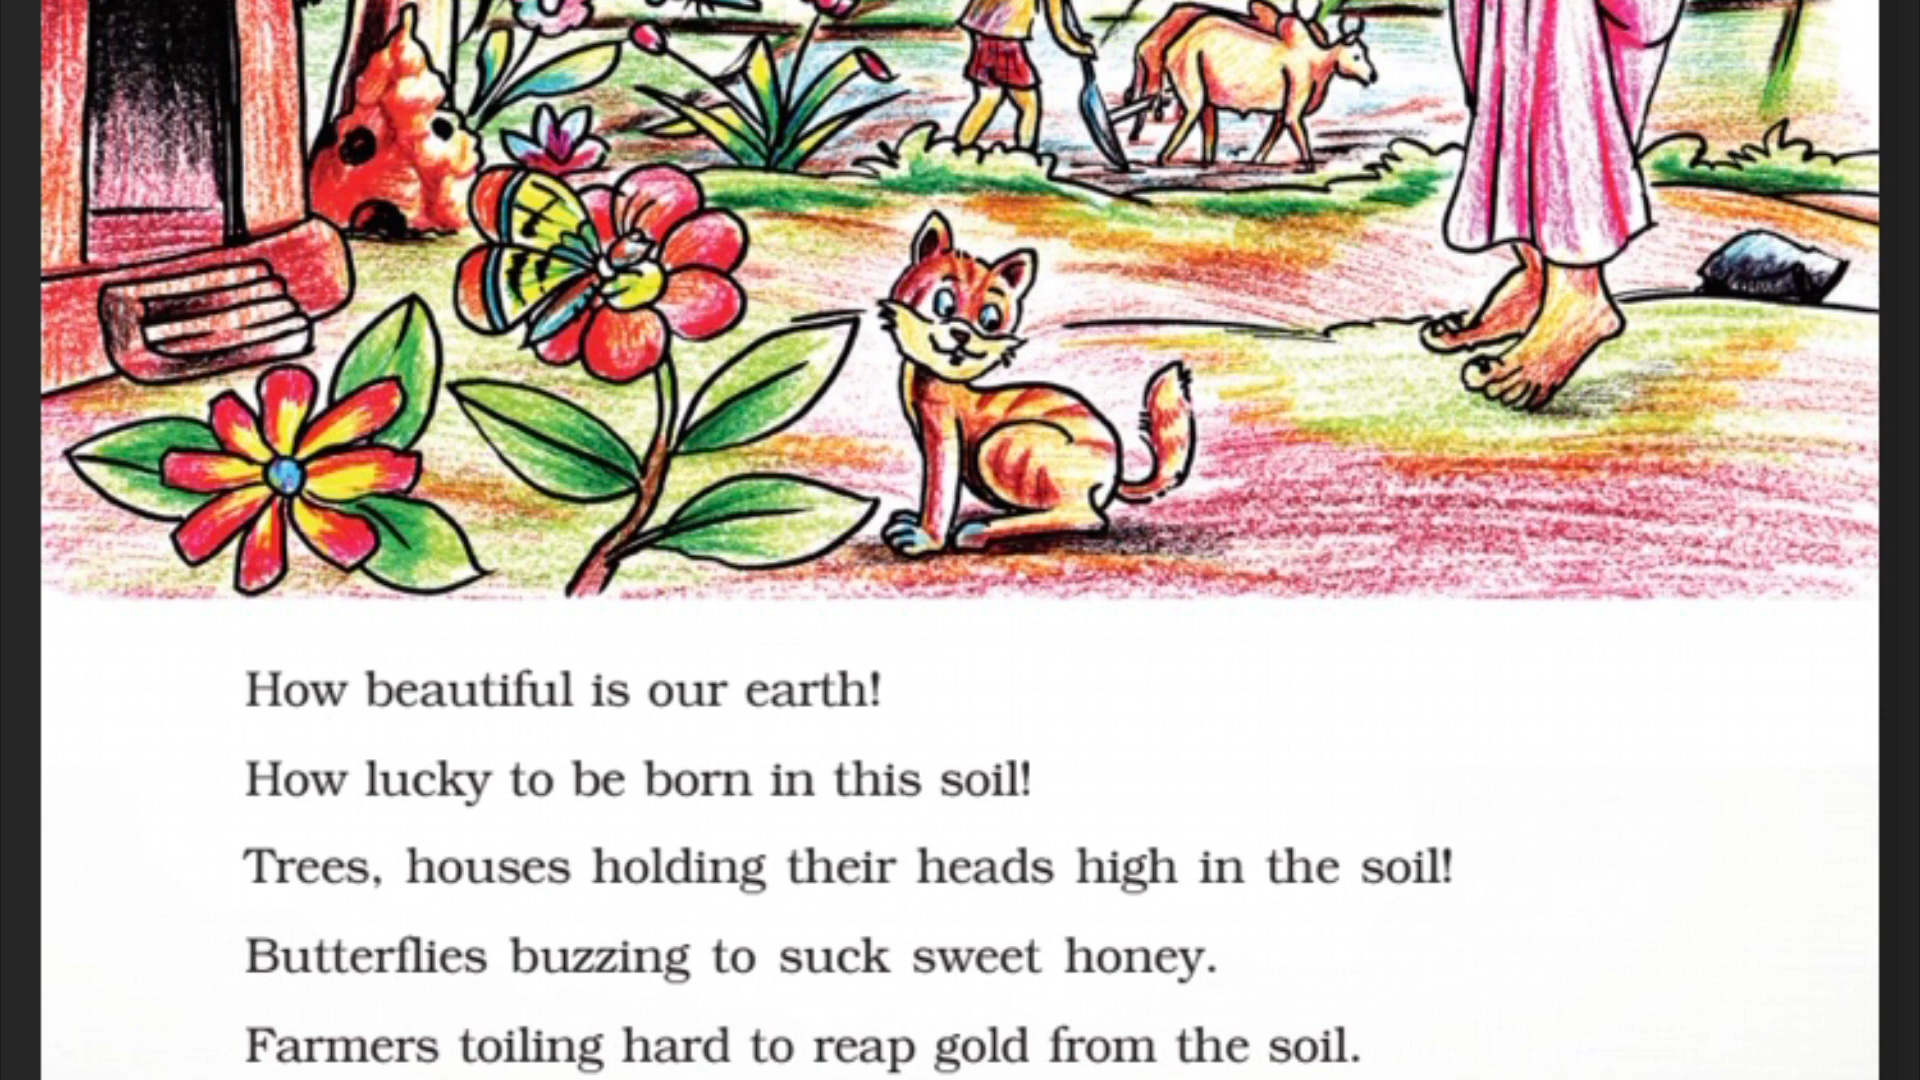 How beautiful is our earth!
How lucky to be born in this soil!
Trees, houses holding their heads high in the soil!
Butterflies buzzing to suck sweet honey.
Farmers toiling hard to reap gold from the soil.